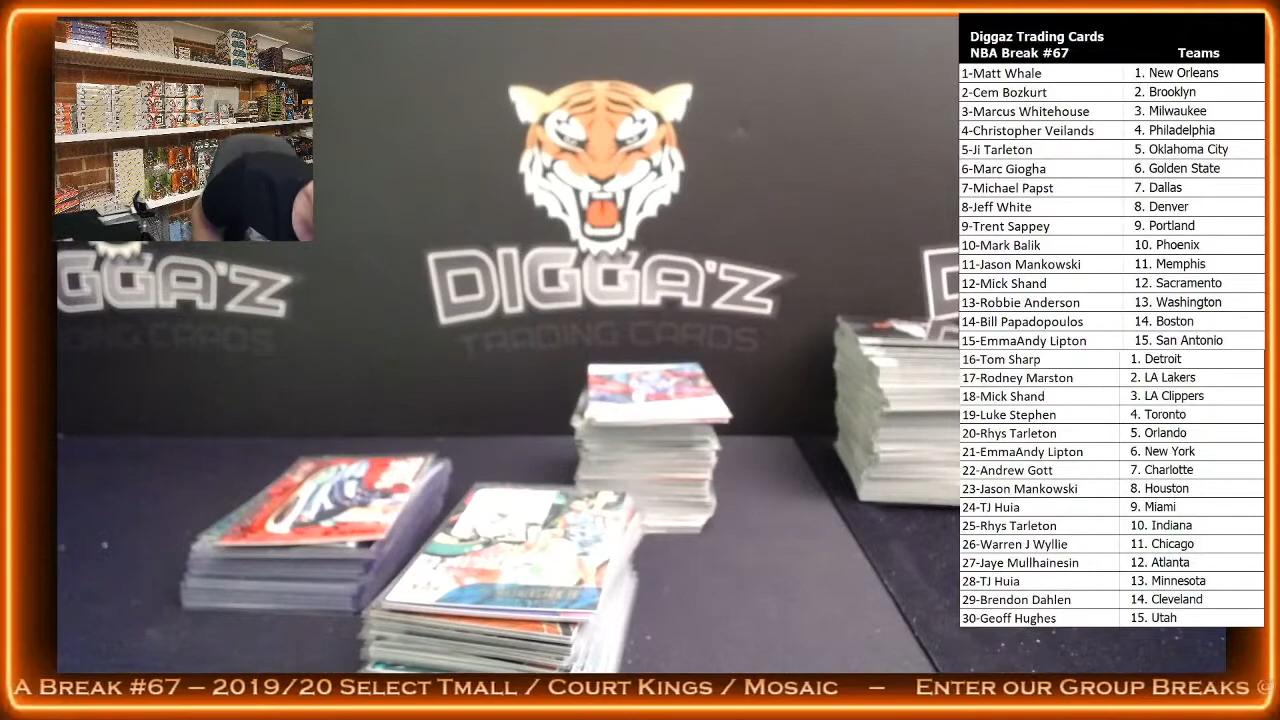 Diggaz Trading Cards
NBA Break #67 Teams
1-Matt Whale 1. New Orleans
2-Cem Bozkurt 2. Brooklyn
3-Marcus Whitehouse 3. Milwaukee
4-Christopher Veilands 4. Philadelphia
5-Ji Tarleton 5. Oklahoma City
6-Marc Giogha 6. Golden State
7-Michael Papst 7. Dallas
8-Jeff White 8. Denver
9-Trent Sappey 9. Portland
10-Mark Balik 10. Phoenix
11-Jason Mankowski 11. Memphis
12-Mick Shand 12. Sacramento
13-Robbie Anderson 13. Washington
14-Bill Papadopoulos 14. Boston
15-EmmaAndy Lipton 15. San Antonio
16-Tom Sharp 1. Detroit
17-Rodney Marston 2. LA Lakers
18-Mick Shand 3. LA Clippers
19-Luke Stephen 4. Toronto
20-Rhys Tarleton 5. Orlando
21-EmmaAndy Lipton 6. New York
22-Andrew Gott 7. Charlotte
23-Jason Mankowski 8. Houston
24-TJ Huia 9. Miami
25-Rhys Tarleton 10. Indiana
26-Warren J Wyllie 11. Chicago
27-Jaye Mullhainesin 12. Atlanta
28-TJ Huia 13. Minnesota
29-Brendon Dahlen 14. Cleveland
30-Geoff Hughes 15. Utah
GGA'Z
DIGGA'Z
D
TRADING CARDS
A Break #67 – 2019/20 Select Tmall / Court Kings / Mosaic – Enter our Group Breaks @